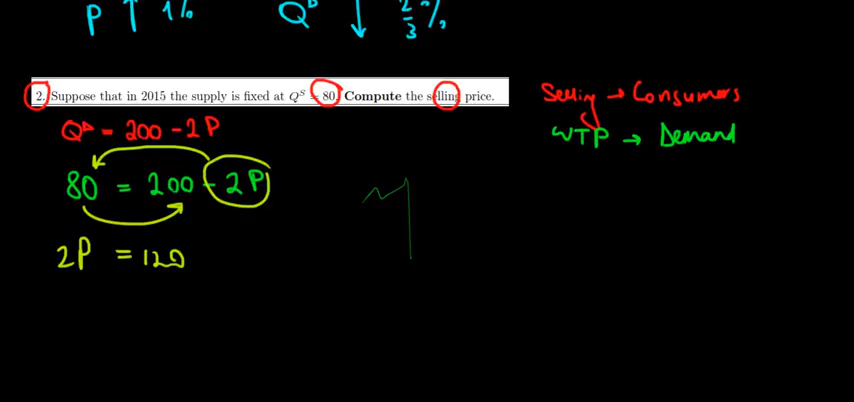 P ↑ 1% Q^D ↓ 2/3 %
2. Suppose that in 2015 the supply is fixed at Q^S = 80. Compute the selling price.
Selling → Consumers
Q^D = 200 - 2P
WTP → Demand
80 = 200 - 2P
2P = 120